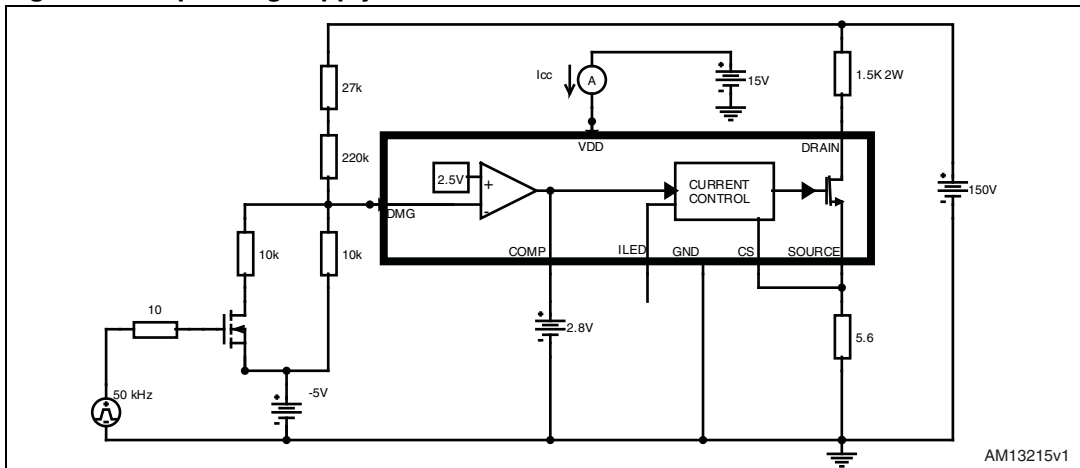 27k
220k
10k
10k
10
50 kHz
-5V
Icc
A
15V
VDD
DRAIN
1.5K 2W
2.5V
+
-
DMG
CURRENT
CONTROL
COMP
ILED
GND
CS
SOURCE
2.8V
5.6
150V
AM13215v1